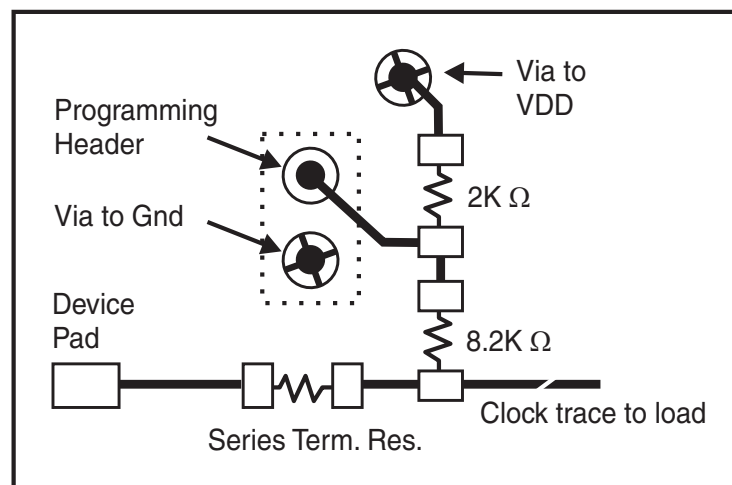 Via to
VDD
Programming
Header
2K Ω
Via to Gnd
Device
Pad
8.2K Ω
Clock trace to load
Series Term. Res.